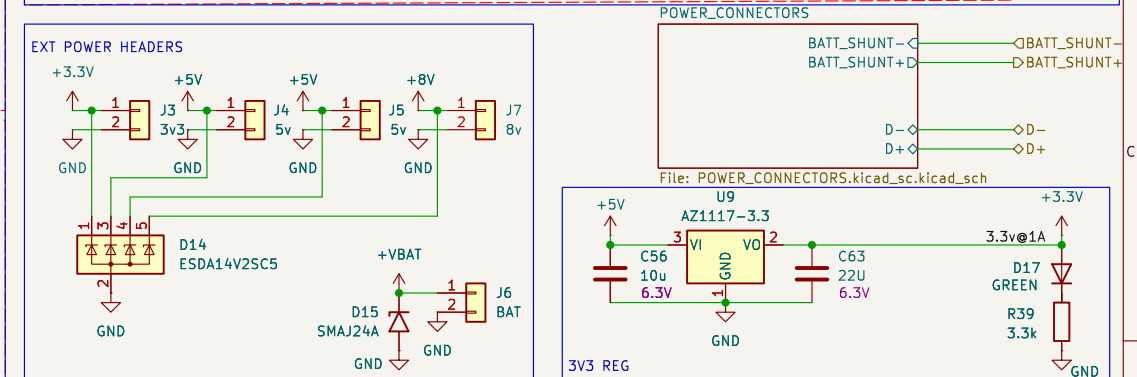 POWER_CONNECTORS
EXT POWER HEADERS
BATT_SHUNT-
BATT_SHUNT-
BATT_SHUNT+
BATT_SHUNT+
+3.3V
+5V
+5V
+8V
1
2
J3
3v3
1
2
J4
5v
1
2
J5
5v
1
2
J7
8v
GND
GND
GND
GND
D-
D-
D+
D+
C
File: POWER_CONNECTORS.kicad_sc.kicad_sch
1
3
4
5
D14
ESDA14V2SC5
2
GND
+VBAT
1
2
J6
BAT
D15
SMAJ24A
GND
GND
+5V
U9
AZ1117-3.3
3
VI
VO
2
GND
1
C56
10u
6.3V
C63
22U
6.3V
GND
3.3v@1A
+3.3V
D17
GREEN
R39
3.3k
GND
3V3 REG